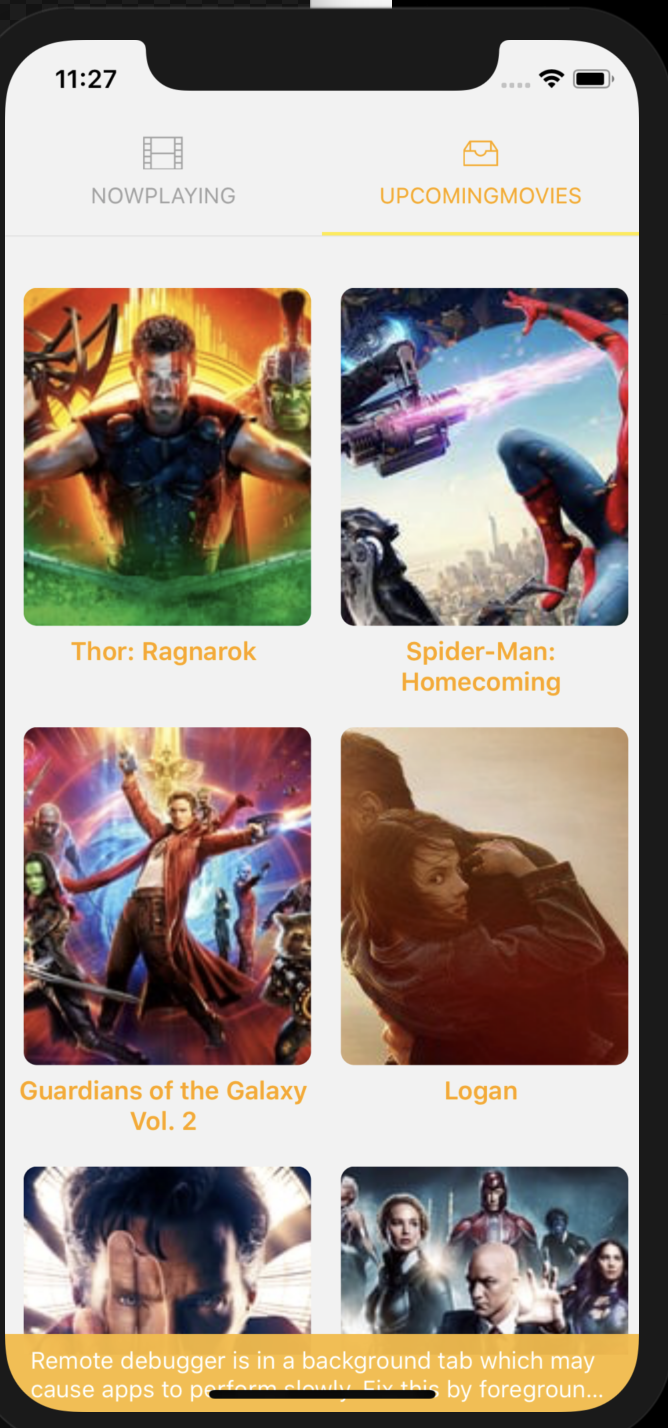 11:27
NOWPLAYING
UPCOMINGMOVIES
Thor: Ragnarok
Spider-Man:
Homecoming
Guardians of the Galaxy
Vol. 2
Logan
Remote debugger is in a background tab which may
cause apps to perform slowly. Fix this by foregroun...